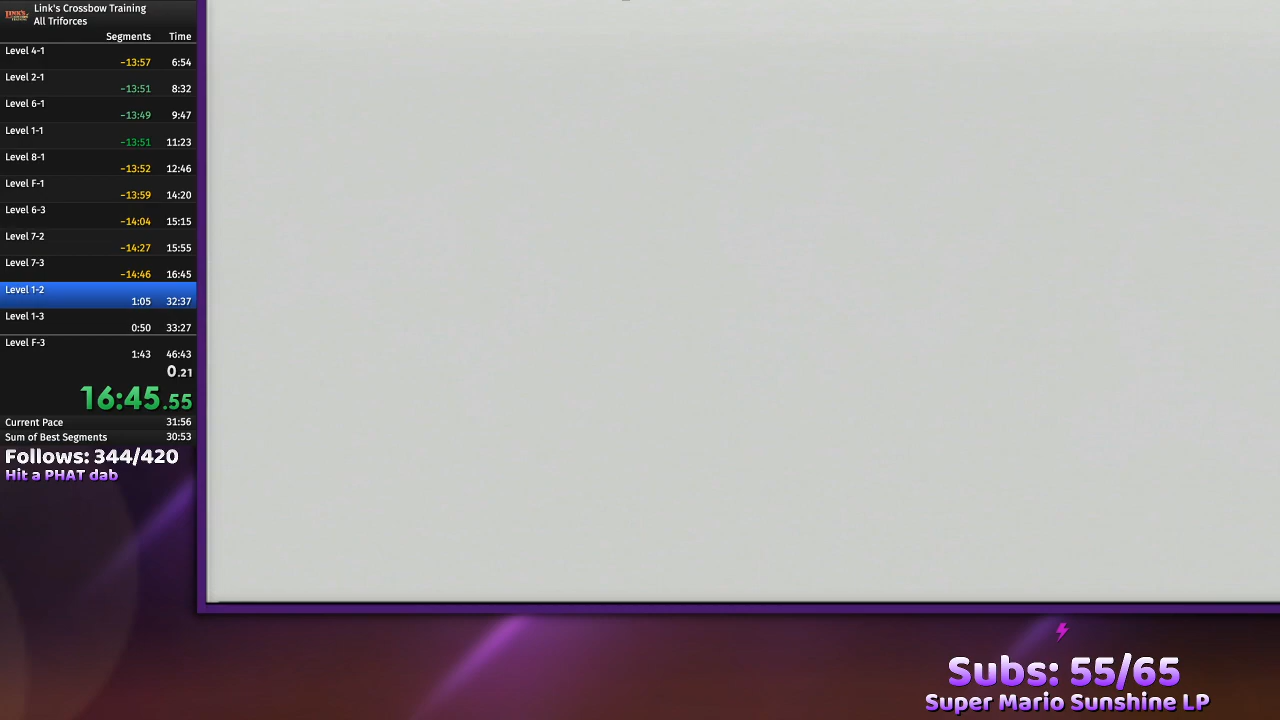 Link's Crossbow Training
All Triforces
Segments Time
Level 4-1
-13:57 6:54
Level 2-1
-13:51 8:32
Level 6-1
-13:49 9:47
Level 1-1
-13:51 11:23
Level 8-1
-13:52 12:46
Level F-1
-13:59 14:20
Level 6-3
-14:04 15:15
Level 7-2
-14:27 15:55
Level 7-3
-14:46 16:45
Level 1-2
1:05 32:37
Level 1-3
0:50 33:27
Level F-3
1:43 46:43
0.21
16:45.55
Current Pace 31:56
Sum of Best Segments 30:53
Follows: 344/420
Hit a PHAT dab
Subs: 55/65
Super Mario Sunshine LP